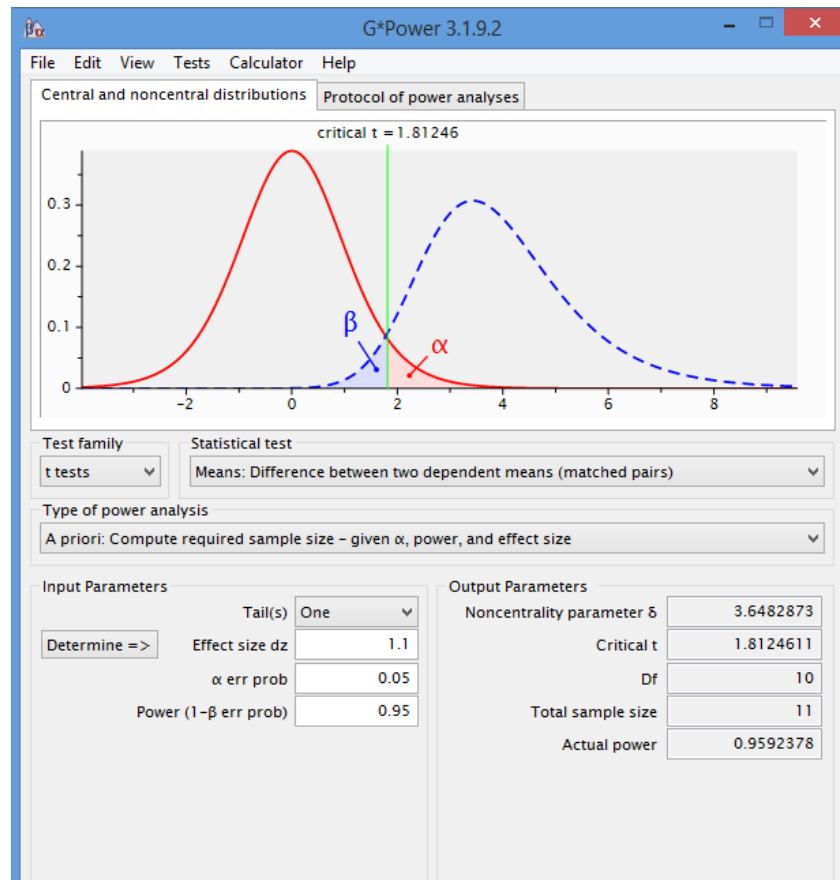 βα G*Power 3.1.9.2
File Edit View Tests Calculator Help
Central and noncentral distributions Protocol of power analyses
critical t = 1.81246
0.3
0.2
0.1
0
β
α
-2 0 2 4 6 8
Test family Statistical test
t tests Means: Difference between two dependent means (matched pairs)
Type of power analysis
A priori: Compute required sample size – given α, power, and effect size
Input Parameters Output Parameters
Tail(s) One Noncentrality parameter δ 3.6482873
Determine => Effect size dz 1.1 Critical t 1.8124611
α err prob 0.05 Df 10
Power (1–β err prob) 0.95 Total sample size 11
Actual power 0.9592378